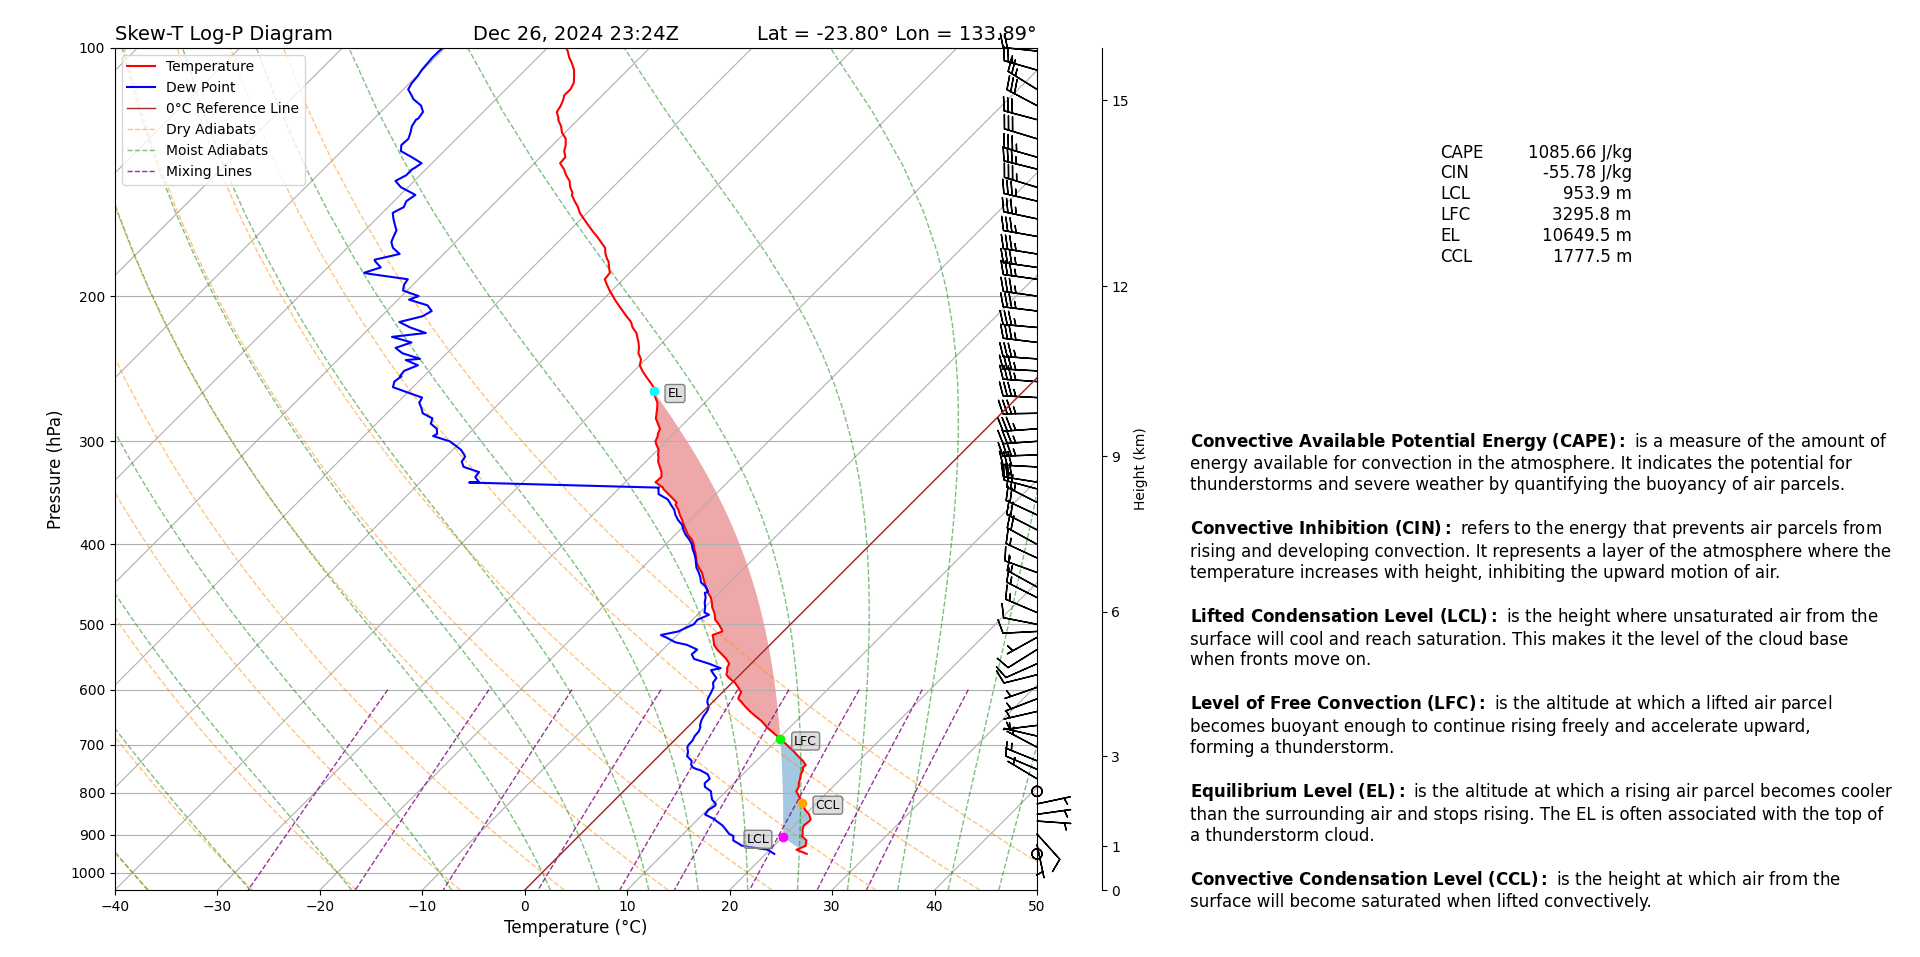 Skew-T Log-P Diagram Dec 26, 2024 23:24Z Lat = -23.80° Lon = 133.89°
Temperature
Dew Point
0°C Reference Line
Dry Adiabats
Moist Adiabats
Mixing Lines
100
200
300
400
500
600
700
800
900
1000
Pressure (hPa)
EL
LFC
CCL
LCL
−40 −30 −20 −10 0 10 20 30 40 50
Temperature (°C)
15
12
9
6
3
1
0
Height (km)
CAPE 1085.66 J/kg
CIN -55.78 J/kg
LCL 953.9 m
LFC 3295.8 m
EL 10649.5 m
CCL 1777.5 m
Convective Available Potential Energy (CAPE): is a measure of the amount of
energy available for convection in the atmosphere. It indicates the potential for
thunderstorms and severe weather by quantifying the buoyancy of air parcels.
Convective Inhibition (CIN): refers to the energy that prevents air parcels from
rising and developing convection. It represents a layer of the atmosphere where the
temperature increases with height, inhibiting the upward motion of air.
Lifted Condensation Level (LCL): is the height where unsaturated air from the
surface will cool and reach saturation. This makes it the level of the cloud base
when fronts move on.
Level of Free Convection (LFC): is the altitude at which a lifted air parcel
becomes buoyant enough to continue rising freely and accelerate upward,
forming a thunderstorm.
Equilibrium Level (EL): is the altitude at which a rising air parcel becomes cooler
than the surrounding air and stops rising. The EL is often associated with the top of
a thunderstorm cloud.
Convective Condensation Level (CCL): is the height at which air from the
surface will become saturated when lifted convectively.